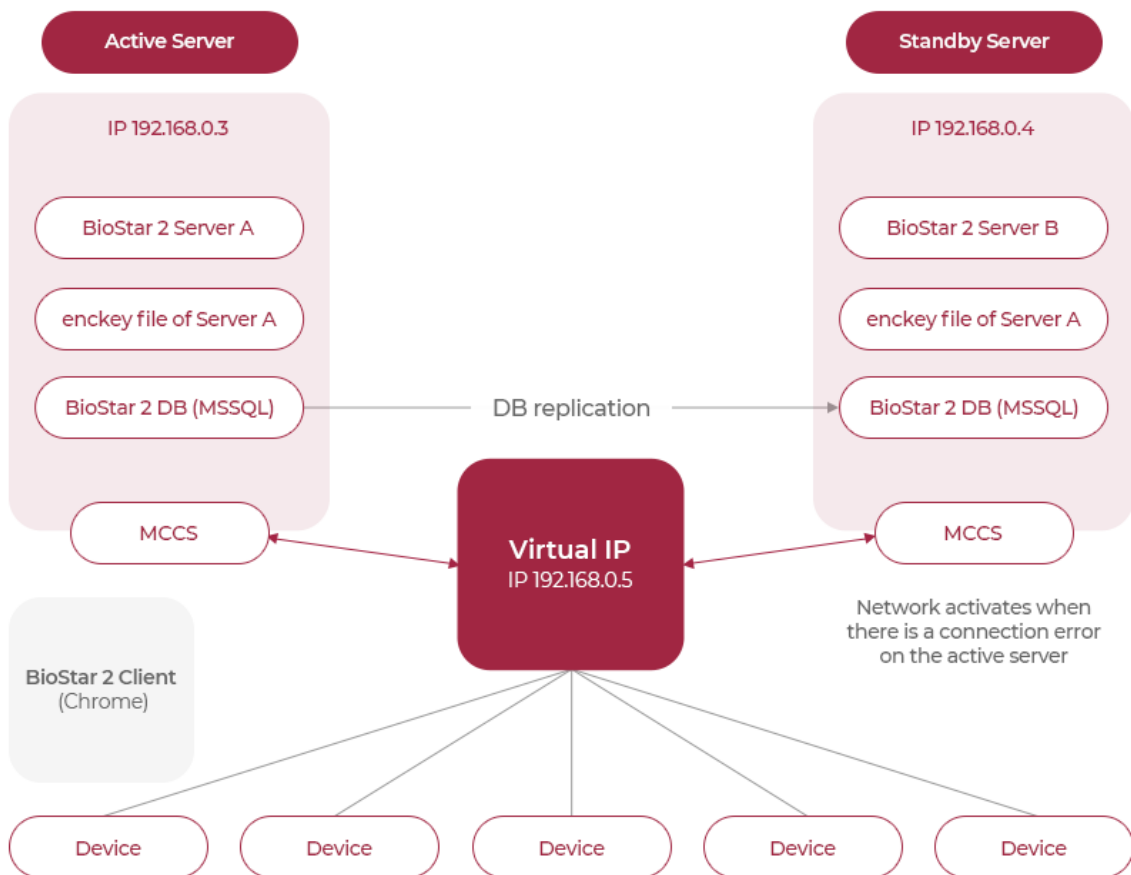 Active Server
Standby Server
IP 192.168.0.3
IP 192.168.0.4
BioStar 2 Server A
BioStar 2 Server B
enckey file of Server A
enckey file of Server A
BioStar 2 DB (MSSQL)
DB replication
BioStar 2 DB (MSSQL)
MCCS
Virtual IP
IP 192.168.0.5
MCCS
Network activates when
there is a connection error
on the active server
BioStar 2 Client
(Chrome)
Device
Device
Device
Device
Device